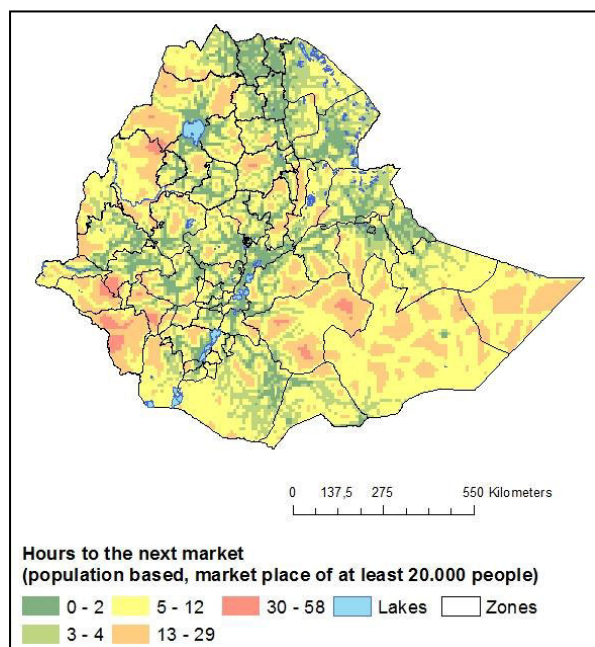 0 137,5 275 550 Kilometers
Hours to the next market
(population based, market place of at least 20.000 people)
0 - 2 5 - 12 30 - 58 Lakes Zones
3 - 4 13 - 29